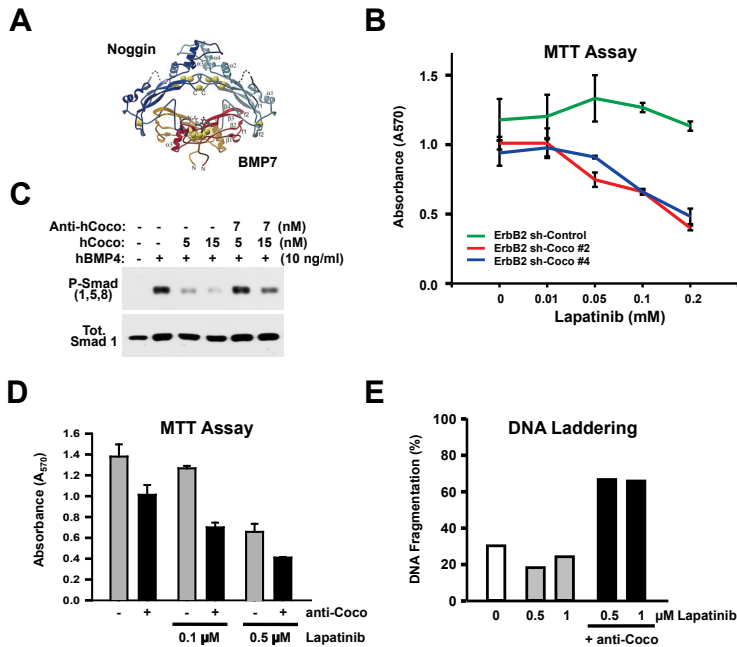 A
Noggin
BMP7
B
MTT Assay
Absorbance (A570)
1.5
1.0
0.5
0.0
ErbB2 sh-Control
ErbB2 sh-Coco #2
ErbB2 sh-Coco #4
0 0.01 0.05 0.1 0.2
Lapatinib (mM)
C
Anti-hCoco: - - - - 7 7 (nM)
hCoco: - - 5 15 5 15 (nM)
hBMP4: - + + + + + (10 ng/ml)
P-Smad
(1,5,8)
Tot.
Smad 1
D
MTT Assay
Absorbance (A570)
1.6
1.4
1.2
1.0
0.8
0.6
0.4
0.2
0.0
- + - + - + anti-Coco
0.1 µM 0.5 µM Lapatinib
E
DNA Laddering
DNA Fragmentation (%)
100
80
60
40
20
0
0 0.5 1 0.5 1 µM Lapatinib
+ anti-Coco